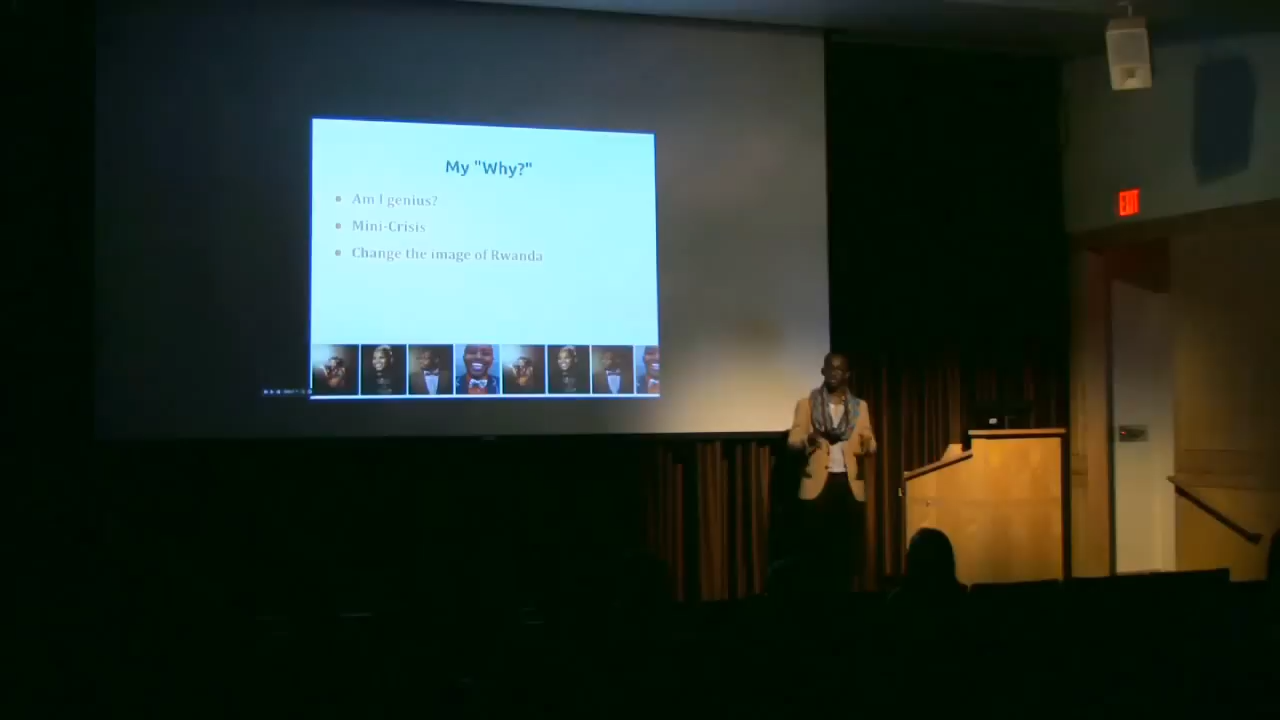 My "Why?"
• Am I genius?
• Mini-Crisis
• Change the image of Rwanda
EXIT